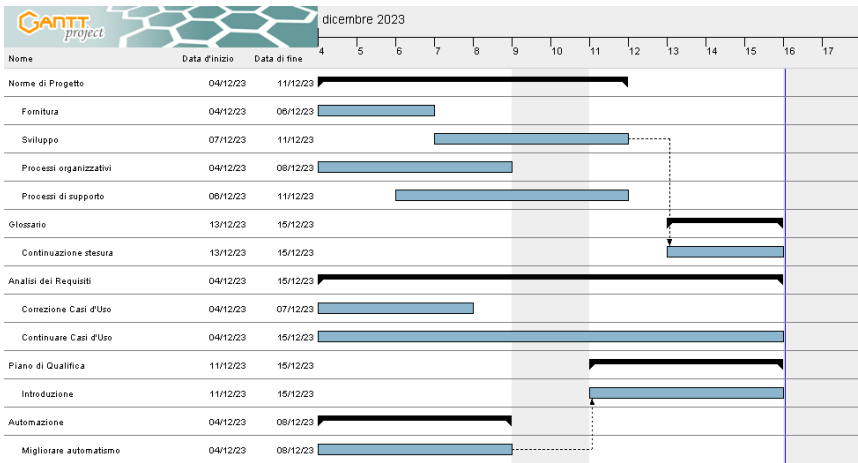 GANTT project
dicembre 2023
4 5 6 7 8 9 10 11 12 13 14 15 16 17
Nome Data d'inizio Data di fine
Norme di Progetto 04/12/23 11/12/23
Fornitura 04/12/23 06/12/23
Sviluppo 07/12/23 11/12/23
Processi organizzativi 04/12/23 08/12/23
Processi di supporto 06/12/23 11/12/23
Glossario 13/12/23 15/12/23
Continuazione stesura 13/12/23 15/12/23
Analisi dei Requisiti 04/12/23 15/12/23
Correzione Casi d'Uso 04/12/23 07/12/23
Continuare Casi d'Uso 04/12/23 15/12/23
Piano di Qualifica 11/12/23 15/12/23
Introduzione 11/12/23 15/12/23
Automazione 04/12/23 08/12/23
Migliorare automatismo 04/12/23 08/12/23